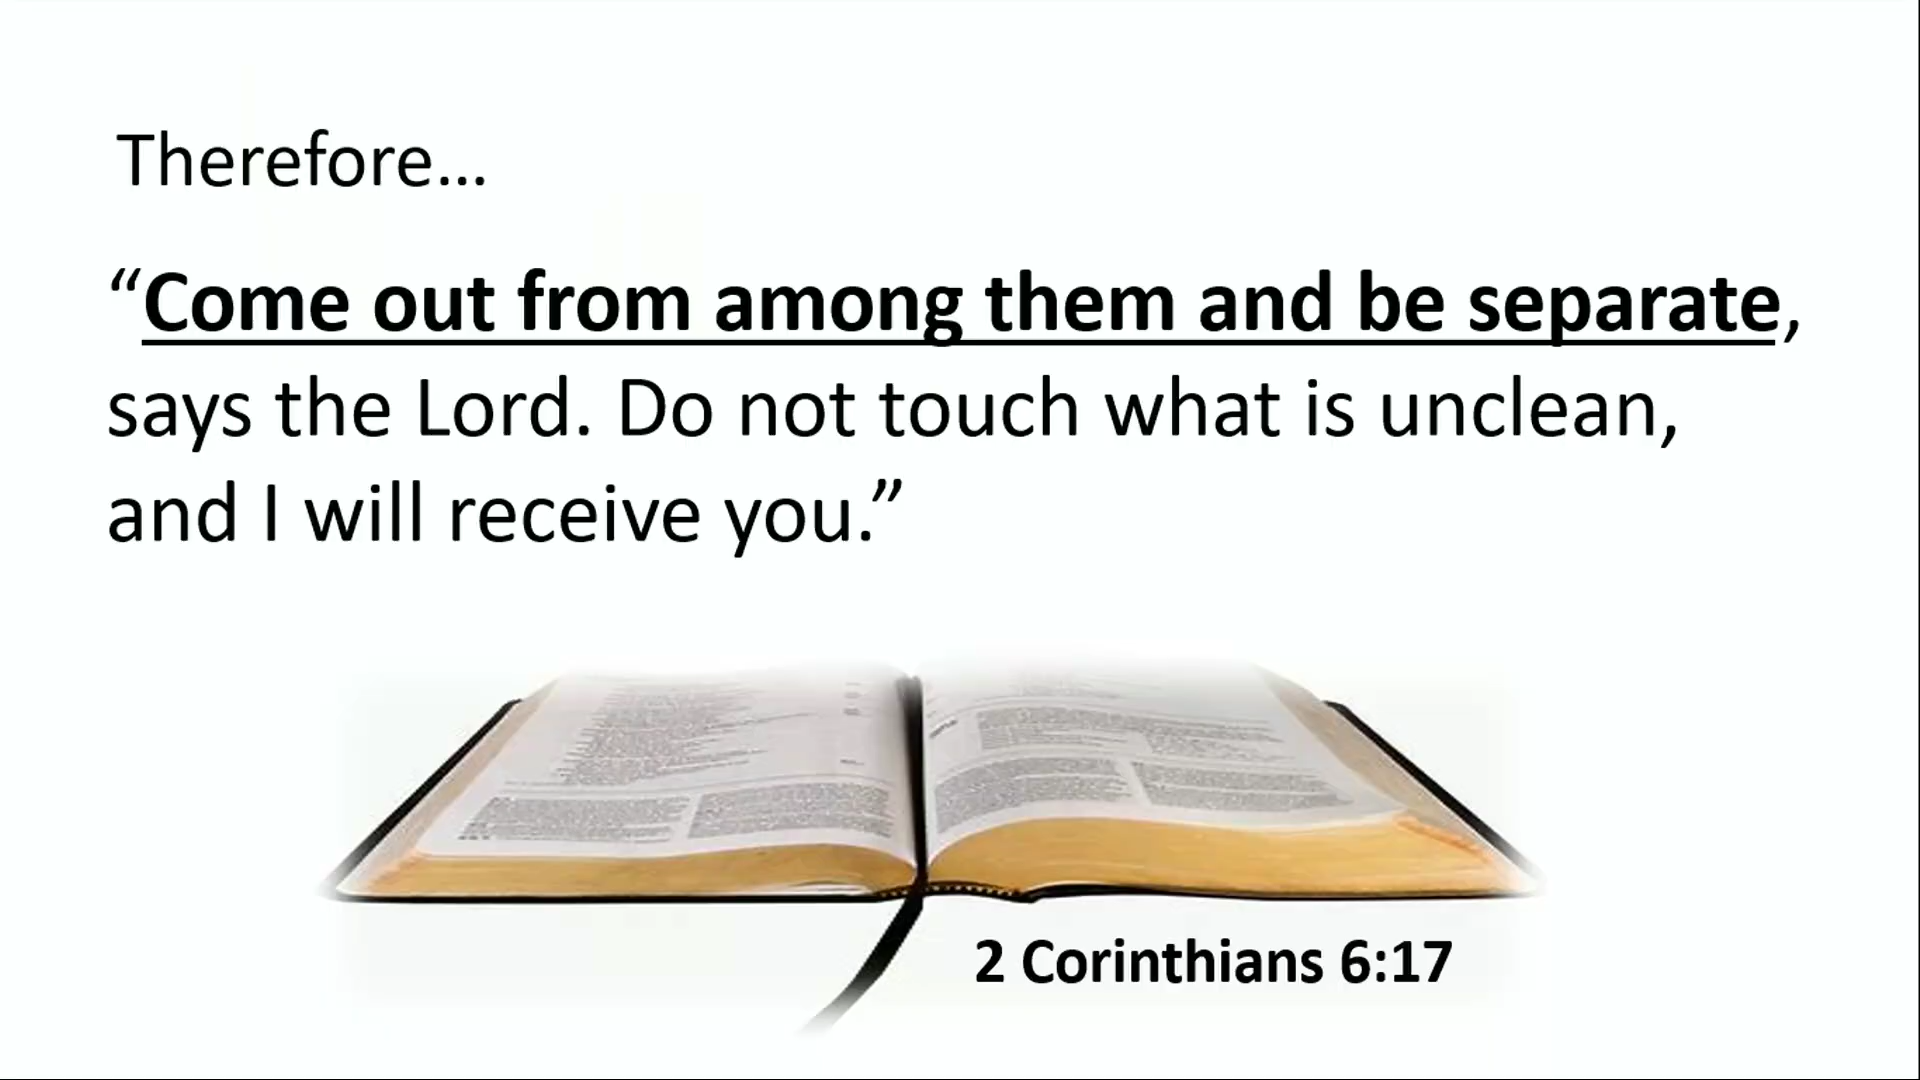 Therefore...
“Come out from among them and be separate,
says the Lord. Do not touch what is unclean,
and I will receive you.”
2 Corinthians 6:17